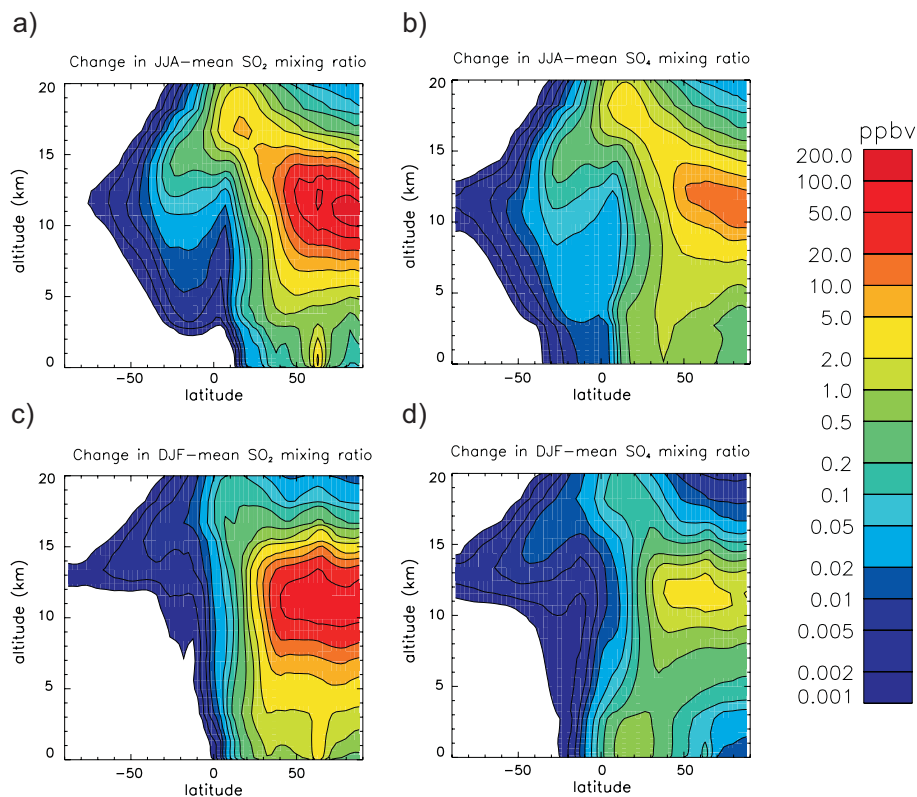 a)
Change in JJA-mean SO₂ mixing ratio
20
15
10
5
0
altitude (km)
-50 0 50
latitude
b)
Change in JJA-mean SO₄ mixing ratio
20
15
10
5
0
altitude (km)
-50 0 50
latitude
c)
Change in DJF-mean SO₂ mixing ratio
20
15
10
5
0
altitude (km)
-50 0 50
latitude
d)
Change in DJF-mean SO₄ mixing ratio
20
15
10
5
0
altitude (km)
-50 0 50
latitude
ppbv
200.0
100.0
50.0
20.0
10.0
5.0
2.0
1.0
0.5
0.2
0.1
0.05
0.02
0.01
0.005
0.002
0.001